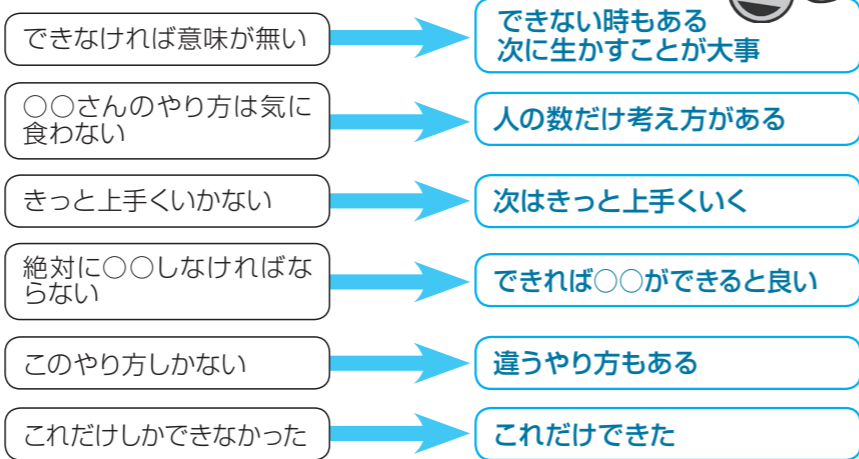 できなければ意味が無い
できない時もある
次に生かすことが大事
○○さんのやり方は気に
食わない
人の数だけ考え方がある
きっと上手くいかない
次はきっと上手くいく
絶対に○○しなければな
らない
できれば○○ができると良い
このやり方しかない
違うやり方もある
これだけしかできなかった
これだけできた